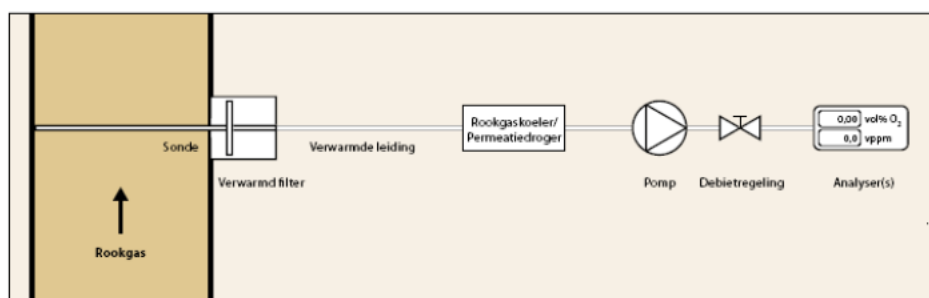 Rookgaskoeler/
Permeatiedroger
0,00 vol% O₂
0,0 vppm
Sonde
Verwarmde leiding
Verwarmd filter
Pomp
Debietregeling
Analyser(s)
Rookgas